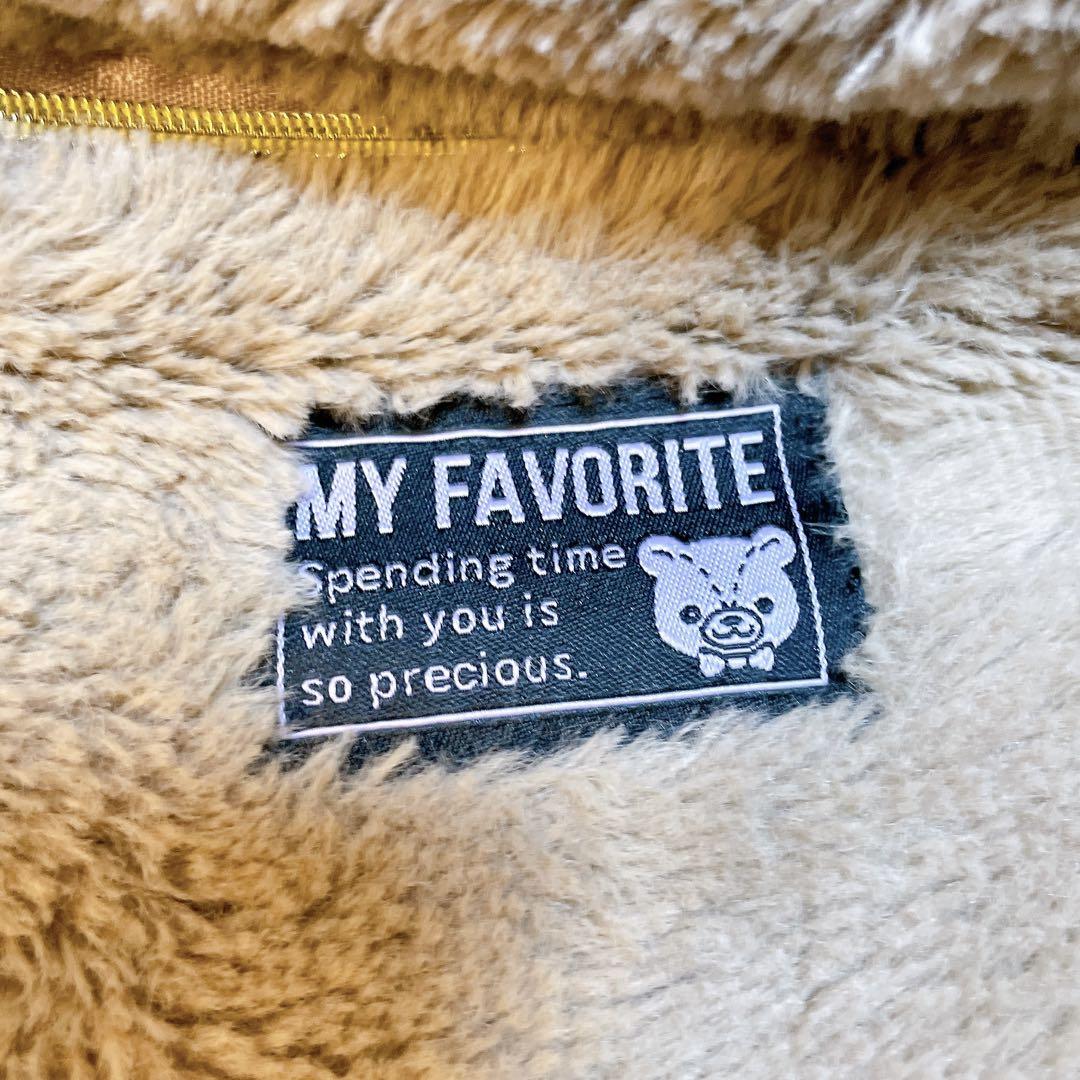 MY FAVORITE
Spending time
with you is
so precious.